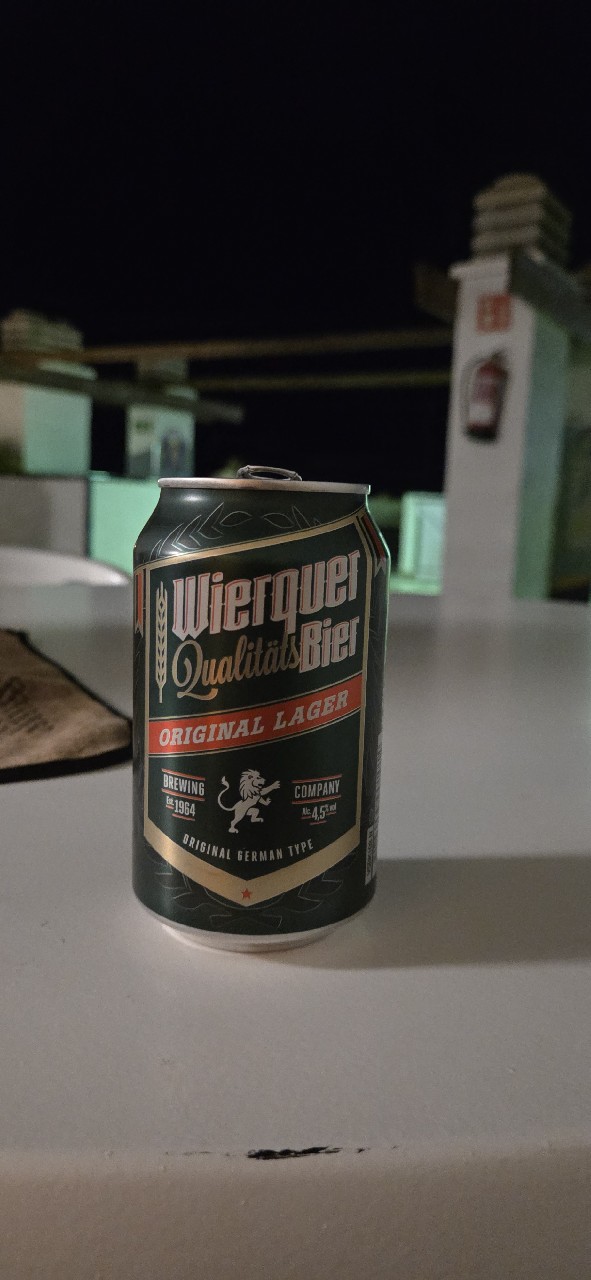 Wierquer
QualitätsBier
ORIGINAL LAGER
BREWING
Est. 1964
COMPANY
Alc. 4,5% vol
ORIGINAL GERMAN TYPE